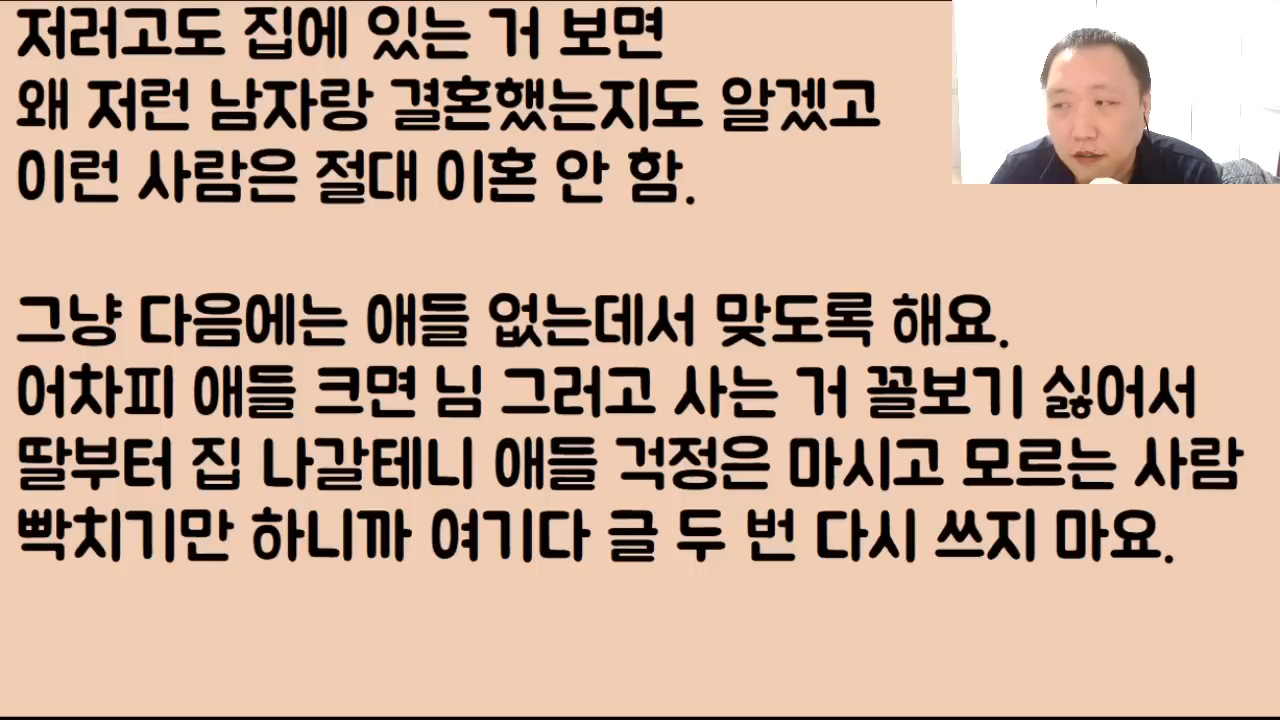 저러고도 집에 있는 거 보면
왜 저런 남자랑 결혼했는지도 알겠고
이런 사람은 절대 이혼 안 함.
그냥 다음에는 애들 없는데서 맞도록 해요.
어차피 애들 크면 님 그러고 사는 거 꼴보기 싫어서
딸부터 집 나갈테니 애들 걱정은 마시고 모르는 사람
빡치기만 하니까 여기다 글 두 번 다시 쓰지 마요.